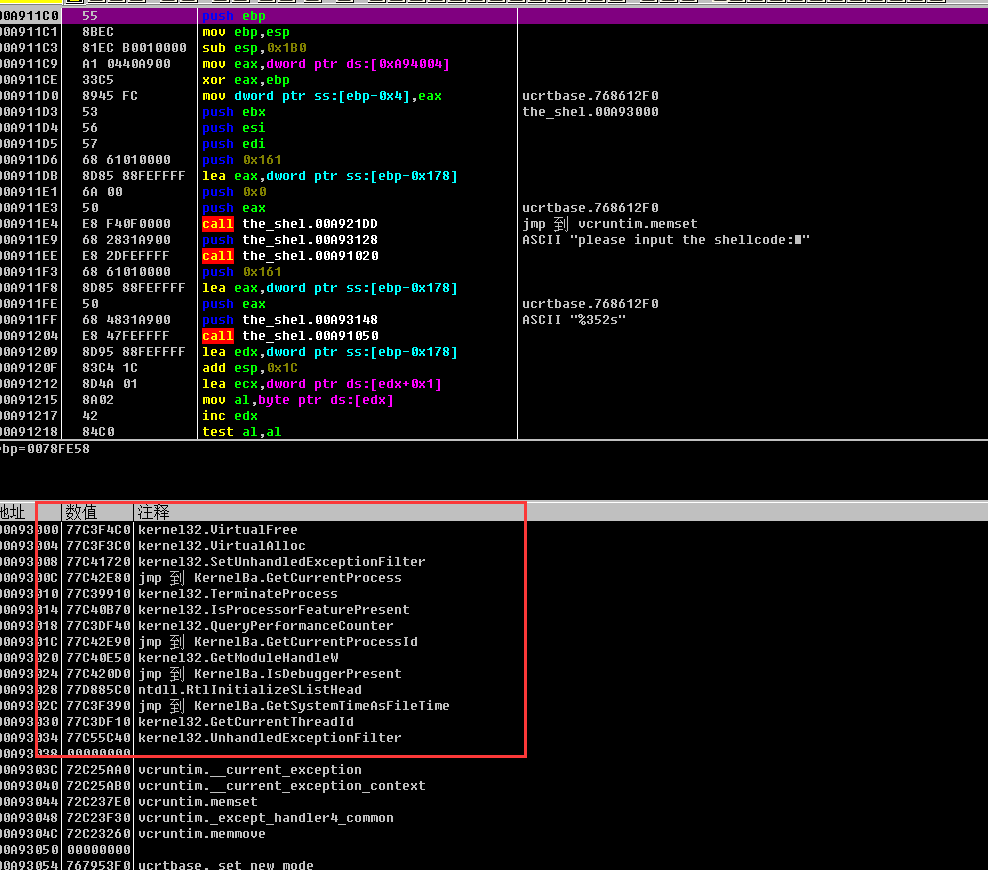 00A911C0 55 push ebp
00A911C1 8BEC mov ebp,esp
00A911C3 81EC B0010000 sub esp,0x1B0
00A911C9 A1 0440A900 mov eax,dword ptr ds:[0xA94004]
00A911CE 33C5 xor eax,ebp
00A911D0 8945 FC mov dword ptr ss:[ebp-0x4],eax ucrtbase.768612F0
00A911D3 53 push ebx the_shel.00A93000
00A911D4 56 push esi
00A911D5 57 push edi
00A911D6 68 61010000 push 0x161
00A911DB 8D85 88FEFFFF lea eax,dword ptr ss:[ebp-0x178]
00A911E1 6A 00 push 0x0
00A911E3 50 push eax ucrtbase.768612F0
00A911E4 E8 F40F0000 call the_shel.00A921DD jmp 到 vcruntim.memset
00A911E9 68 2831A900 push the_shel.00A93128 ASCII "please input the shellcode:■"
00A911EE E8 2DFEFFFF call the_shel.00A91020
00A911F3 68 61010000 push 0x161
00A911F8 8D85 88FEFFFF lea eax,dword ptr ss:[ebp-0x178]
00A911FE 50 push eax ucrtbase.768612F0
00A911FF 68 4831A900 push the_shel.00A93148 ASCII "%352s"
00A91204 E8 47FEFFFF call the_shel.00A91050
00A91209 8D95 88FEFFFF lea edx,dword ptr ss:[ebp-0x178]
00A9120F 83C4 1C add esp,0x1C
00A91212 8D4A 01 lea ecx,dword ptr ds:[edx+0x1]
00A91215 8A02 mov al,byte ptr ds:[edx]
00A91217 42 inc edx
00A91218 84C0 test al,al
ebp=0078FE58
地址 数值 注释
00A93000 77C3F4C0 kernel32.VirtualFree
00A93004 77C3F3C0 kernel32.VirtualAlloc
00A93008 77C41720 kernel32.SetUnhandledExceptionFilter
00A9300C 77C42E80 jmp 到 KernelBa.GetCurrentProcess
00A93010 77C39910 kernel32.TerminateProcess
00A93014 77C40B70 kernel32.IsProcessorFeaturePresent
00A93018 77C3DF40 kernel32.QueryPerformanceCounter
00A9301C 77C42E90 jmp 到 KernelBa.GetCurrentProcessId
00A93020 77C40E50 kernel32.GetModuleHandleW
00A93024 77C420D0 jmp 到 KernelBa.IsDebuggerPresent
00A93028 77D885C0 ntdll.RtlInitializeSListHead
00A9302C 77C3F390 jmp 到 KernelBa.GetSystemTimeAsFileTime
00A93030 77C3DF10 kernel32.GetCurrentThreadId
00A93034 77C55C40 kernel32.UnhandledExceptionFilter
00A93038 00000000
00A9303C 72C25AA0 vcruntim.__current_exception
00A93040 72C25AB0 vcruntim.__current_exception_context
00A93044 72C237E0 vcruntim.memset
00A93048 72C23F30 vcruntim._except_handler4_common
00A9304C 72C23260 vcruntim.memmove
00A93050 00000000
00A93054 767953F0 ucrtbase._set_new_mode